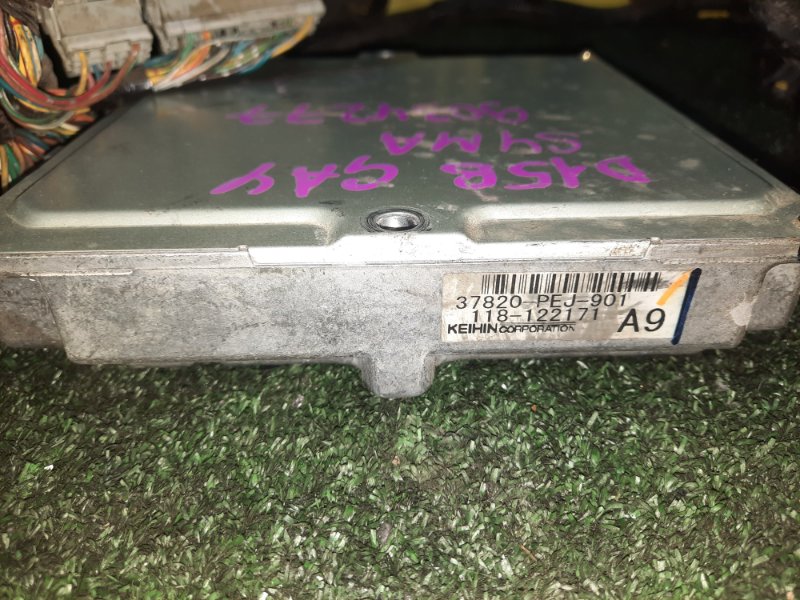 D15B GA4
S4MA
37820-PEJ-901
118-122171
KEIHIN CORPORATION A9